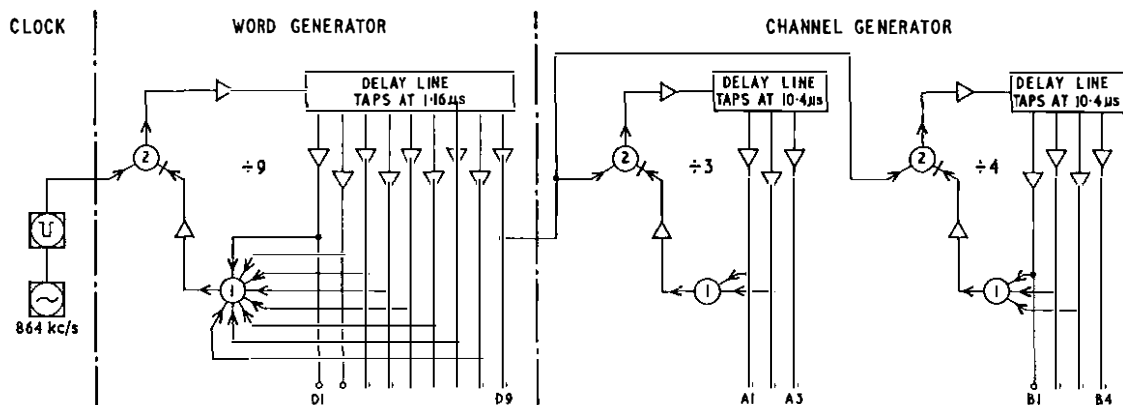 CLOCK
WORD GENERATOR
CHANNEL GENERATOR
DELAY LINE
TAPS AT 1·16µs
DELAY LINE
TAPS AT 10·4µs
DELAY LINE
TAPS AT 10·4µs
2
÷9
2
÷3
2
÷4
1
1
1
864 kc/s
D1
D9
A1
A3
B1
B4